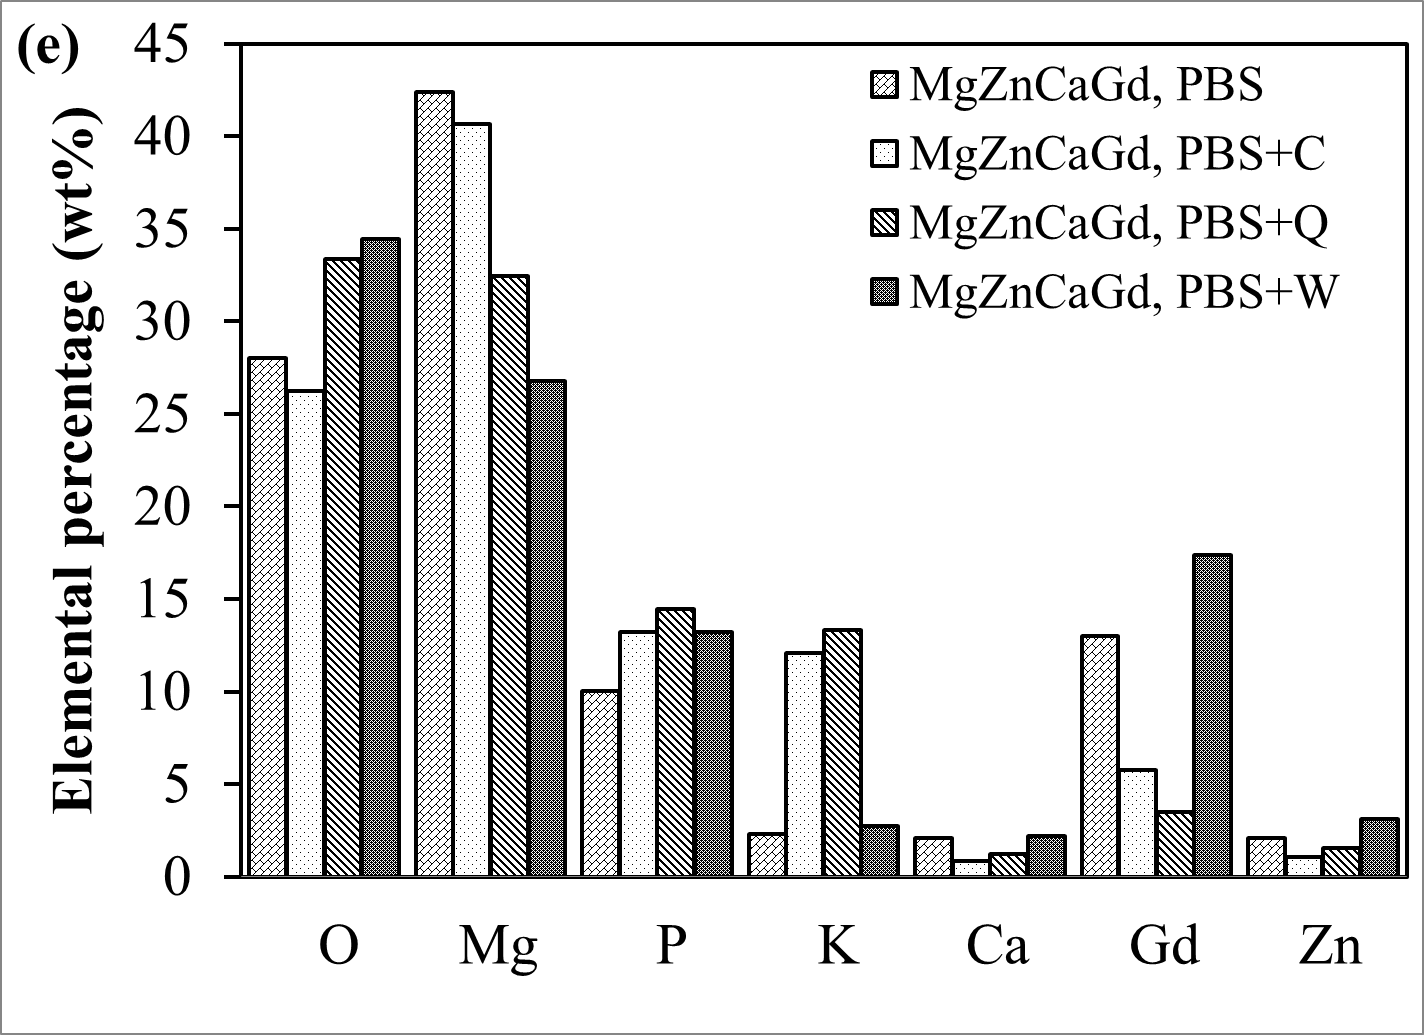 (e)
Elemental percentage (wt%)
45
40
35
30
25
20
15
10
5
0
MgZnCaGd, PBS
MgZnCaGd, PBS+C
MgZnCaGd, PBS+Q
MgZnCaGd, PBS+W
O Mg P K Ca Gd Zn